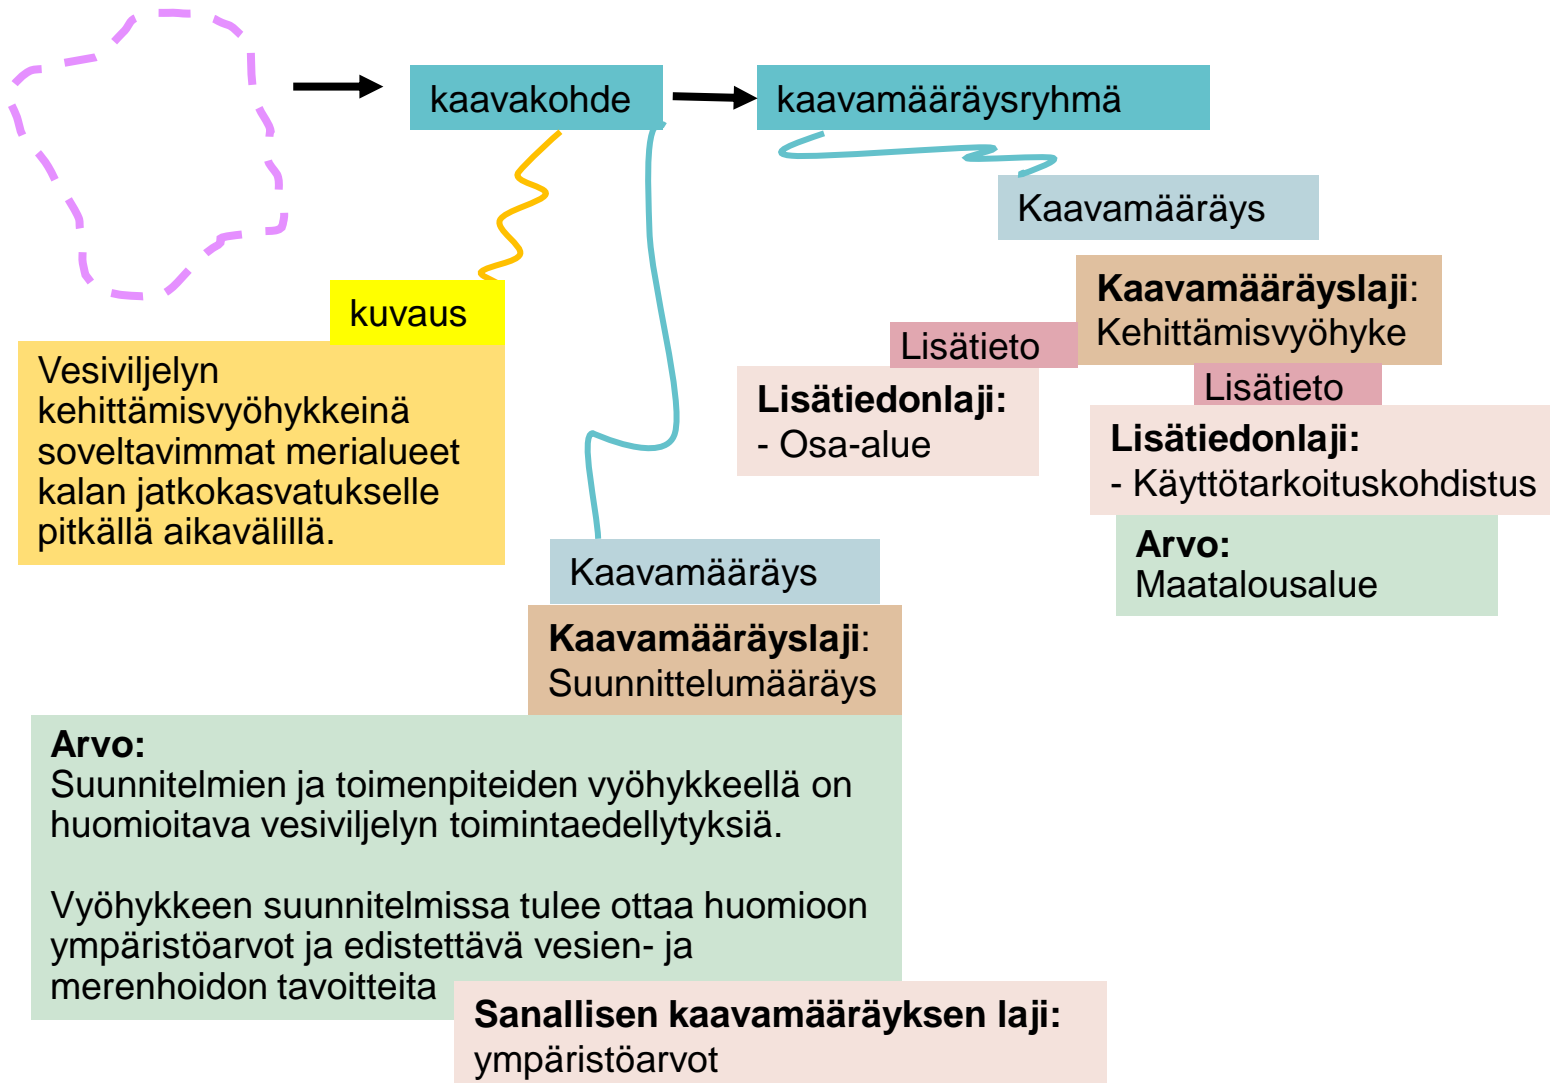 kaavakohde
kaavamääräysryhmä
Kaavamääräys
kuvaus
Vesiviljelyn
kehittämisvyöhykkeinä
soveltavimmat merialueet
kalan jatkokasvatukselle
pitkällä aikavälillä.
Kaavamääräyslaji:
Kehittämisvyöhyke
Lisätieto
Lisätiedonlaji:
- Osa-alue
Lisätieto
Lisätiedonlaji:
- Käyttötarkoituskohdistus
Arvo:
Maatalousalue
Kaavamääräys
Kaavamääräyslaji:
Suunnittelumääräys
Arvo:
Suunnitelmien ja toimenpiteiden vyöhykkeellä on
huomioitava vesiviljelyn toimintaedellytyksiä.
Vyöhykkeen suunnitelmissa tulee ottaa huomioon
ympäristöarvot ja edistettävä vesien- ja
merenhoidon tavoitteita
Sanallisen kaavamääräyksen laji:
ympäristöarvot